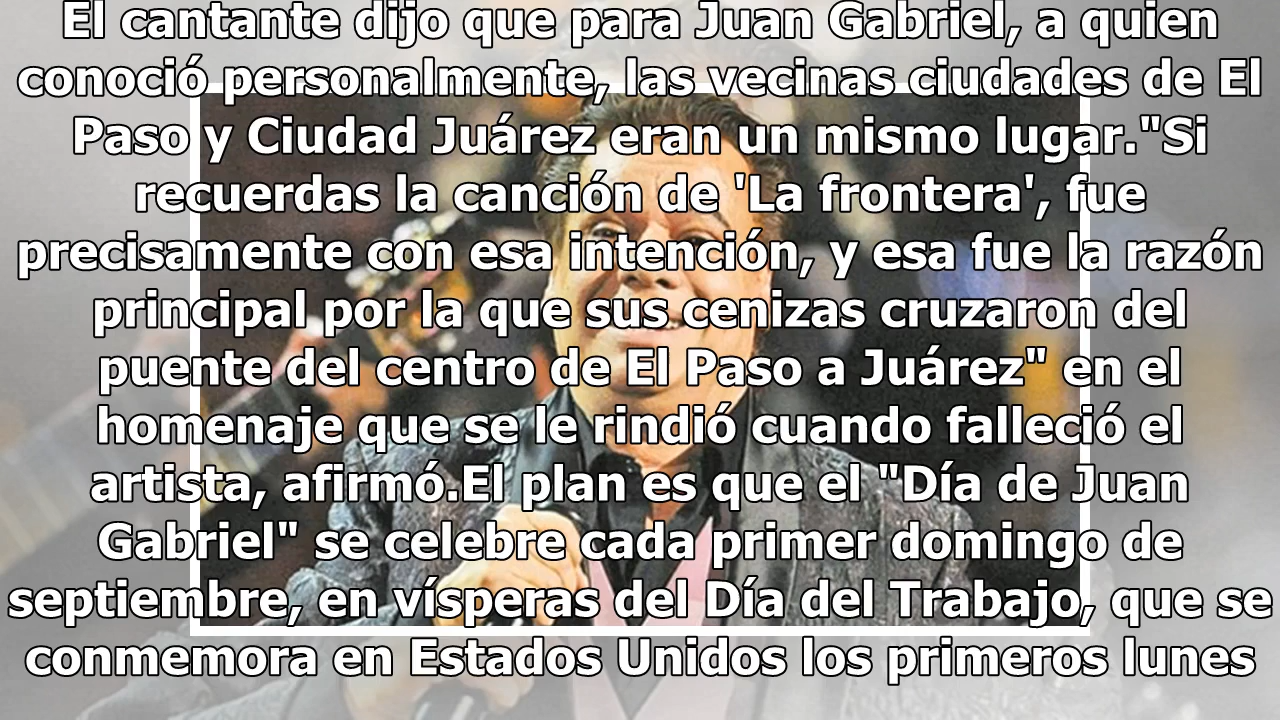 El cantante dijo que para Juan Gabriel, a quien
conoció personalmente, las vecinas ciudades de El
Paso y Ciudad Juárez eran un mismo lugar."Si
recuerdas la canción de 'La frontera', fue
precisamente con esa intención, y esa fue la razón
principal por la que sus cenizas cruzaron del
puente del centro de El Paso a Juárez" en el
homenaje que se le rindió cuando falleció el
artista, afirmó.El plan es que el "Día de Juan
Gabriel" se celebre cada primer domingo de
septiembre, en vísperas del Día del Trabajo, que se
conmemora en Estados Unidos los primeros lunes